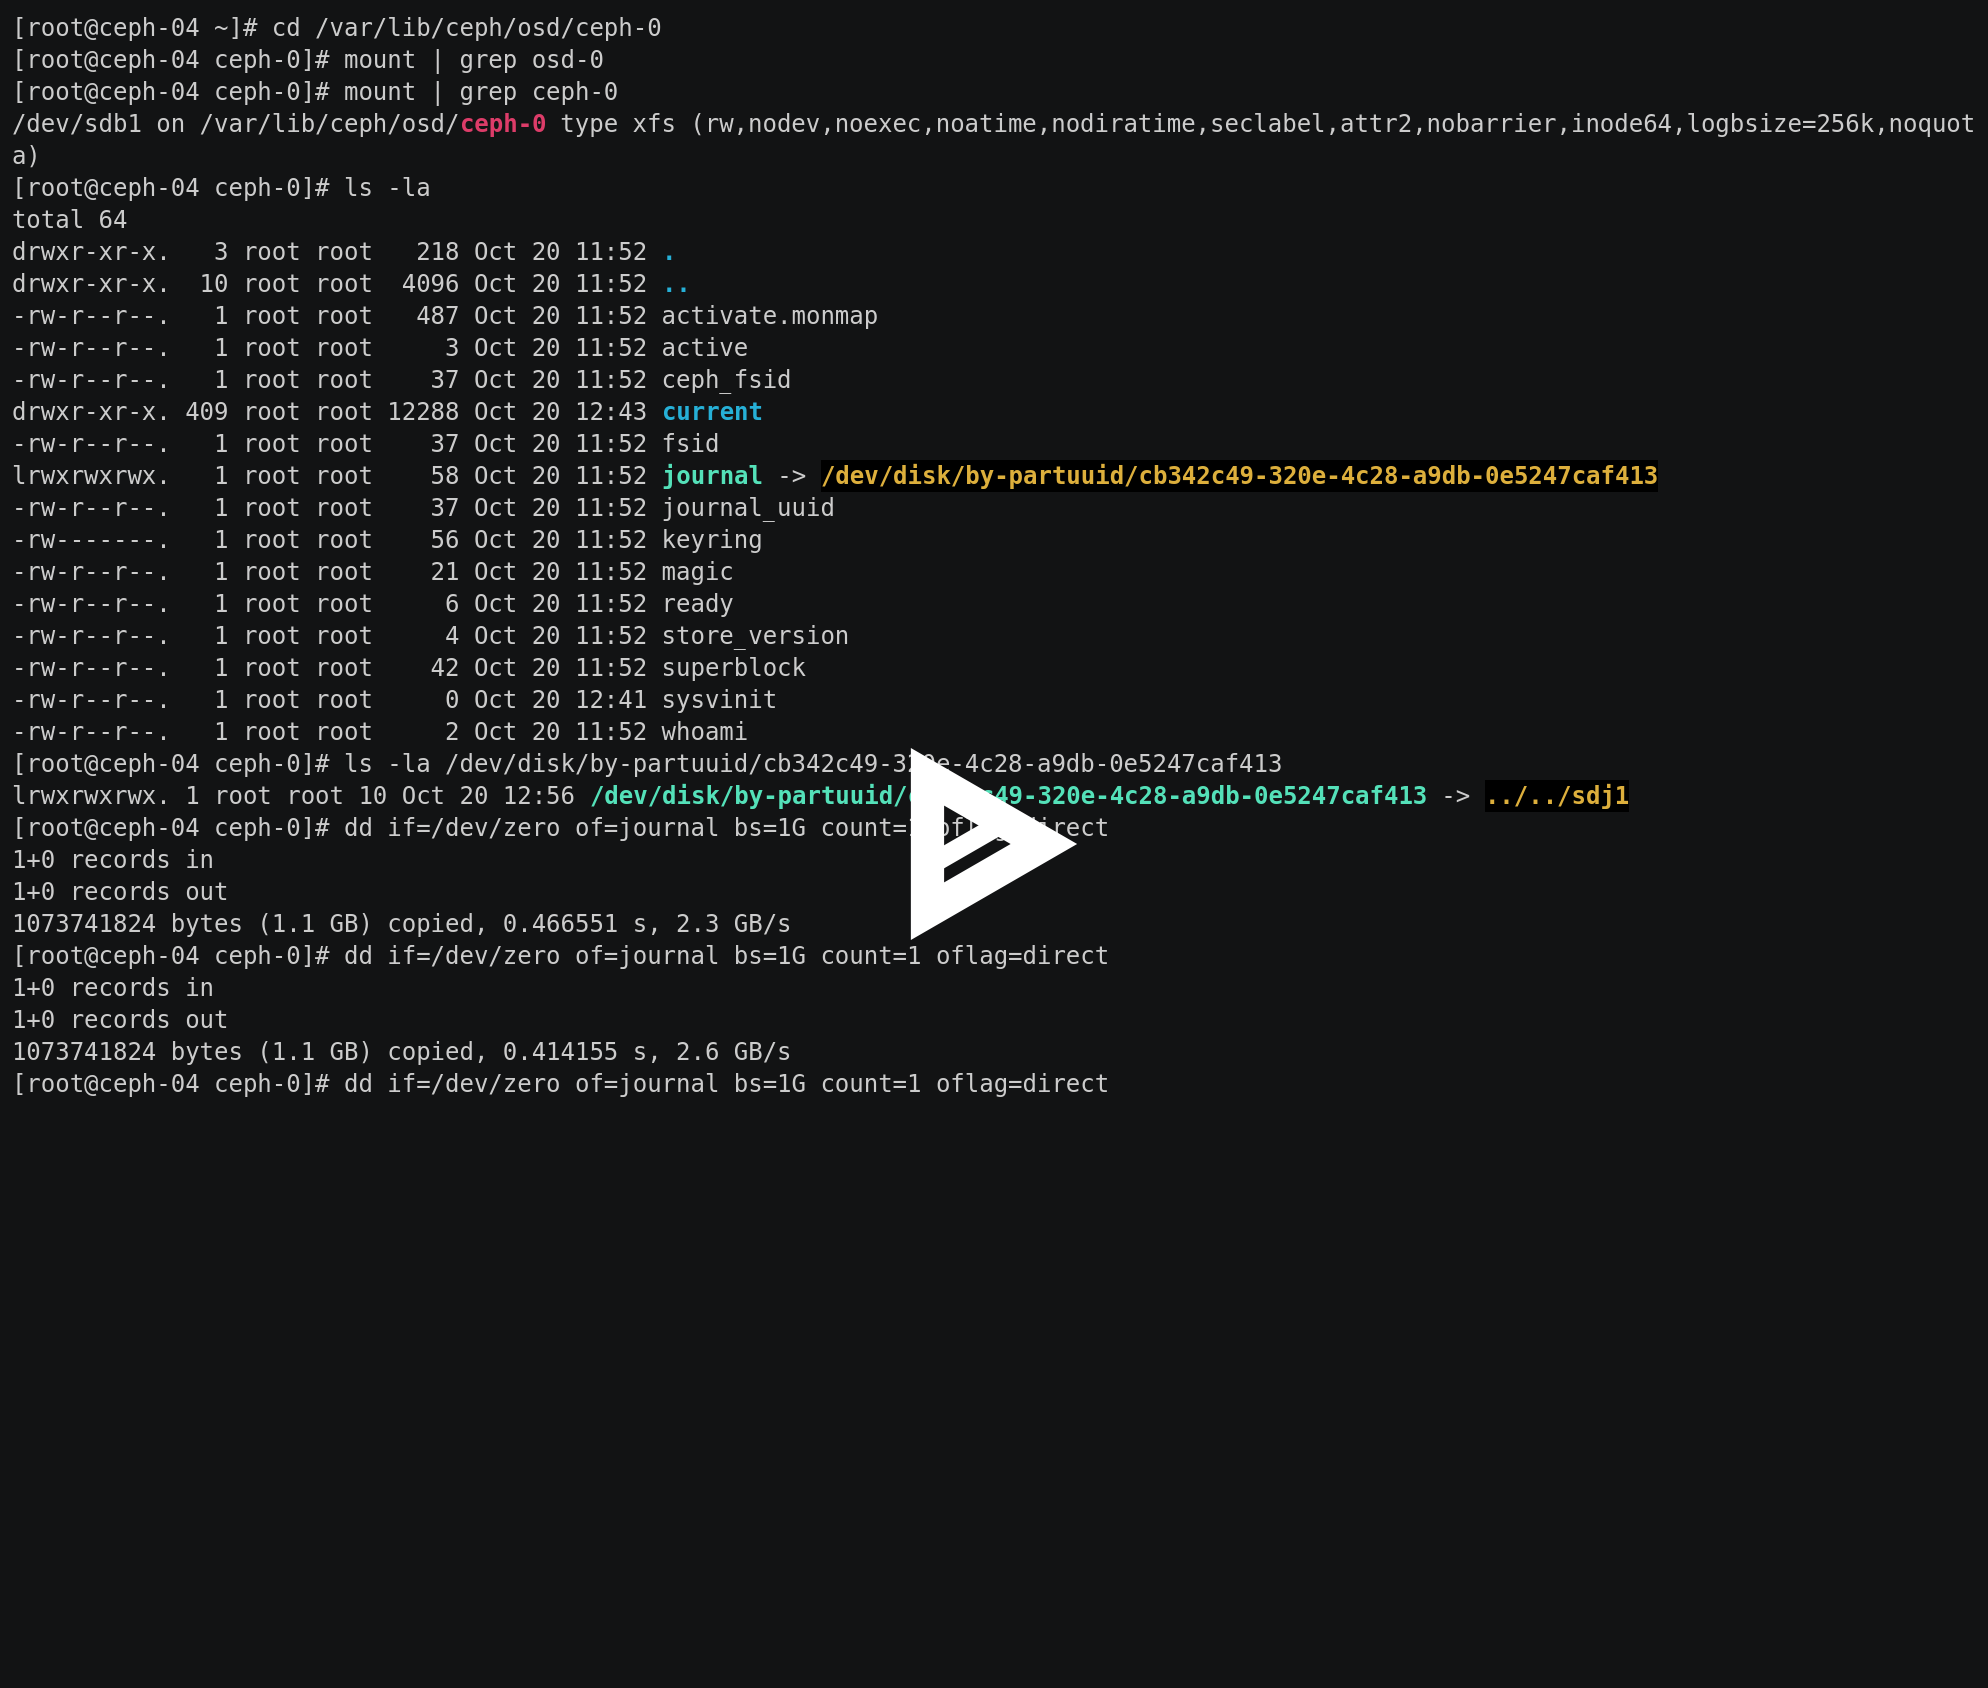 [root@ceph-04 ~]# cd /var/lib/ceph/osd/ceph-0
[root@ceph-04 ceph-0]# mount | grep osd-0
[root@ceph-04 ceph-0]# mount | grep ceph-0
/dev/sdb1 on /var/lib/ceph/osd/ceph-0 type xfs (rw,nodev,noexec,noatime,nodiratime,seclabel,attr2,nobarrier,inode64,logbsize=256k,noquot
a)
[root@ceph-04 ceph-0]# ls -la
total 64
drwxr-xr-x.   3 root root   218 Oct 20 11:52 .
drwxr-xr-x.  10 root root  4096 Oct 20 11:52 ..
-rw-r--r--.   1 root root   487 Oct 20 11:52 activate.monmap
-rw-r--r--.   1 root root     3 Oct 20 11:52 active
-rw-r--r--.   1 root root    37 Oct 20 11:52 ceph_fsid
drwxr-xr-x. 409 root root 12288 Oct 20 12:43 current
-rw-r--r--.   1 root root    37 Oct 20 11:52 fsid
lrwxrwxrwx.   1 root root    58 Oct 20 11:52 journal -> /dev/disk/by-partuuid/cb342c49-320e-4c28-a9db-0e5247caf413
-rw-r--r--.   1 root root    37 Oct 20 11:52 journal_uuid
-rw-------.   1 root root    56 Oct 20 11:52 keyring
-rw-r--r--.   1 root root    21 Oct 20 11:52 magic
-rw-r--r--.   1 root root     6 Oct 20 11:52 ready
-rw-r--r--.   1 root root     4 Oct 20 11:52 store_version
-rw-r--r--.   1 root root    42 Oct 20 11:52 superblock
-rw-r--r--.   1 root root     0 Oct 20 12:41 sysvinit
-rw-r--r--.   1 root root     2 Oct 20 11:52 whoami
[root@ceph-04 ceph-0]# ls -la /dev/disk/by-partuuid/cb342c49-320e-4c28-a9db-0e5247caf413
lrwxrwxrwx. 1 root root 10 Oct 20 12:56 /dev/disk/by-partuuid/cb342c49-320e-4c28-a9db-0e5247caf413 -> ../../sdj1
[root@ceph-04 ceph-0]# dd if=/dev/zero of=journal bs=1G count=1 oflag=direct
1+0 records in
1+0 records out
1073741824 bytes (1.1 GB) copied, 0.466551 s, 2.3 GB/s
[root@ceph-04 ceph-0]# dd if=/dev/zero of=journal bs=1G count=1 oflag=direct
1+0 records in
1+0 records out
1073741824 bytes (1.1 GB) copied, 0.414155 s, 2.6 GB/s
[root@ceph-04 ceph-0]# dd if=/dev/zero of=journal bs=1G count=1 oflag=direct